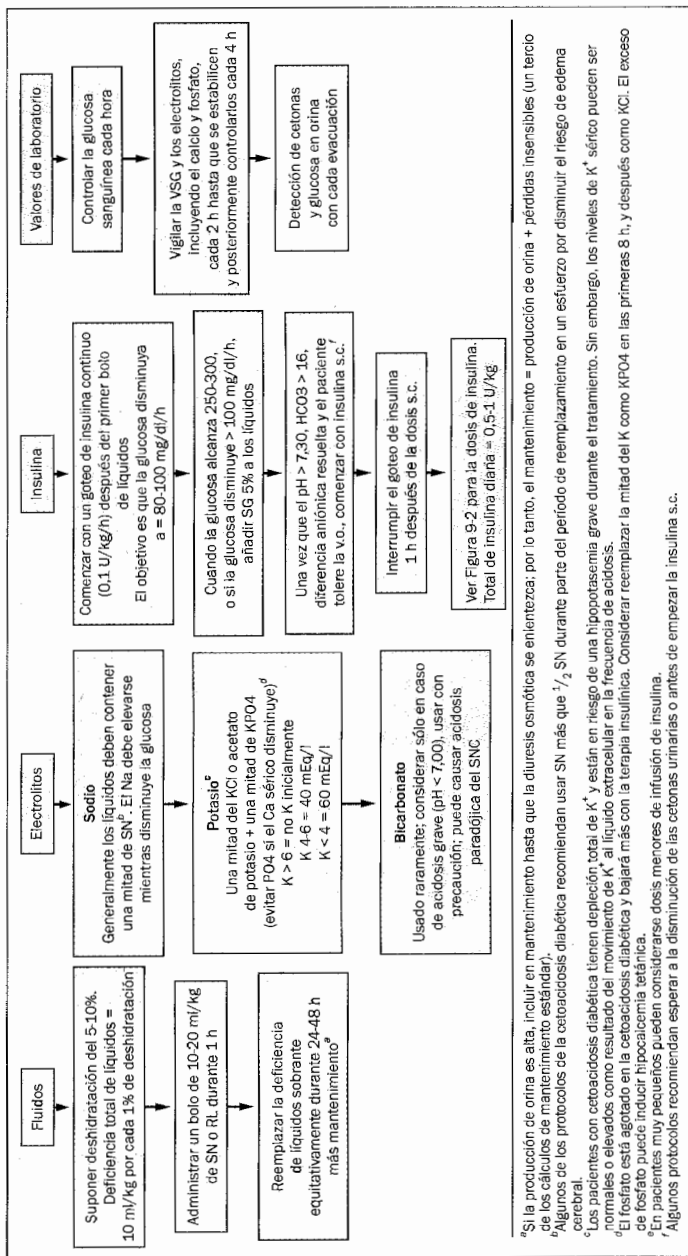 Fluidos
Suponer deshidratación del 5-10%.
Deficiencia total de líquidos =
10 ml/kg por cada 1% de deshidratación
Administrar un bolo de 10-20 ml/kg
de SN o RL durante 1 h
Reemplazar la deficiencia
de líquidos sobrante
equitativamente durante 24-48 h
más mantenimientoᵃ
Electrolitos
Sodio
Generalmente los líquidos deben contener
una mitad de SNᵇ. El Na debe elevarse
mientras disminuye la glucosa
Potasioᶜ
Una mitad del KCl o acetato
de potasio + una mitad de KPO4
(evitar PO4 si el Ca sérico disminuye)ᵈ
K > 6 = no K inicialmente
K 4-6 = 40 mEq/l
K < 4 = 60 mEq/l
Bicarbonato
Usado raramente; considerar sólo en caso
de acidosis grave (pH < 7,00), usar con
precaución; puede causar acidosis
paradójica del SNC
Insulina
Comenzar con un goteo de insulina continuo
(0,1 U/kg/h) después del primer bolo
de líquidos
El objetivo es que la glucosa disminuya
a = 80-100 mg/dl/h
Cuando la glucosa alcanza 250-300,
o si la glucosa disminuye > 100 mg/dl/h,
añadir SG 5% a los líquidos
Una vez que el pH > 7,30, HCO3 > 16,
diferencia aniónica resuelta y el paciente
tolere la v.o., comenzar con insulina s.c.ᶠ
Interrumplr el goteo de insulina
1 h después de la dosis s.c.
Ver Figura 9-2 para la dosis de insulina.
Total de insulina diaria = 0,5-1 U/kg
Valores de laboratorio
Controlar la glucosa
sanguínea cada hora
Vigilar la VSG y los electrolitos,
incluyendo el calcio y fosfato,
cada 2 h hasta que se estabilicen
y posteriormente controlarlos cada 4 h
Detección de cetonas
y glucosa en orina
con cada evacuación
ᵃSi la producción de orina es alta, incluir en mantenimiento hasta que la diuresis osmótica se enlentezca; por lo tanto, el mantenimiento = producción de orina + pérdidas insensibles (un tercio
de los cálculos de mantenimiento estándar).
ᵇAlgunos de los protocolos de la cetoacidosis diabética recomiendan usar SN más que 1/2 SN durante parte del período de reemplazamiento en un esfuerzo por disminuir el riesgo de edema
cerebral.
ᶜLos pacientes con cetoacidosis diabética tienen depleción total de K⁺ y están en riesgo de una hipopotasemia grave durante el tratamiento. Sin embargo, los niveles de K⁺ sérico pueden ser
normales o elevados como resultado del movimiento de K⁺ al líquido extracelular en la frecuencia de acidosis.
ᵈEl fosfato está agotado en la cetoacidosis diabética y bajará más con la terapia insulínica. Considerar reemplazar la mitad del K como KPO4 en las primeras 8 h, y después como KCl. El exceso
de fosfato puede inducir hipocalcemia tetánica.
ᵉEn pacientes muy pequeños pueden considerarse dosis menores de infusión de insulina.
ᶠAlgunos protocolos recomiendan esperar a la disminución de las cetonas urinarias o antes de empezar la insulina s.c.